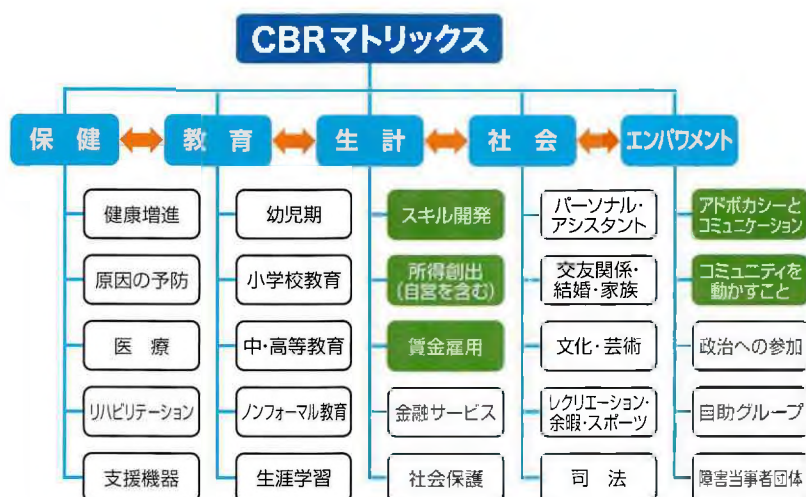 CBRマトリックス
保 健
教 育
生 計
社 会
エンパワメント
健康増進
原因の予防
医 療
リハビリテーション
支援機器
幼児期
小学校教育
中・高等教育
ノンフォーマル教育
生涯学習
スキル開発
所得創出
(自営を含む)
賃金雇用
金融サービス
社会保護
パーソナル・
アシスタント
交友関係・
結婚・家族
文化・芸術
レクリエーション・
余暇・スポーツ
司 法
アドボカシーと
コミュニケーション
コミュニティを
動かすこと
政治への参加
自助グループ
障害当事者団体